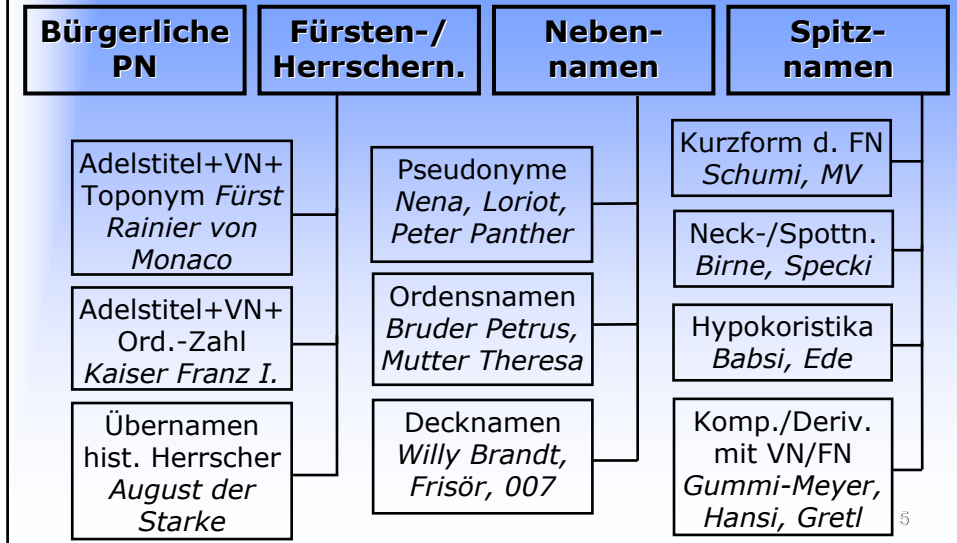 Bürgerliche
PN
Fürsten-/
Herrschern.
Neben-
namen
Spitz-
namen
Adelstitel+VN+
Toponym Fürst
Rainier von
Monaco
Adelstitel+VN+
Ord.-Zahl
Kaiser Franz I.
Übernamen
hist. Herrscher
August der
Starke
Pseudonyme
Nena, Loriot,
Peter Panther
Ordensnamen
Bruder Petrus,
Mutter Theresa
Decknamen
Willy Brandt,
Frisör, 007
Kurzform d. FN
Schumi, MV
Neck-/Spottn.
Birne, Specki
Hypokoristika
Babsi, Ede
Komp./Deriv.
mit VN/FN
Gummi-Meyer,
Hansi, Gretl
5